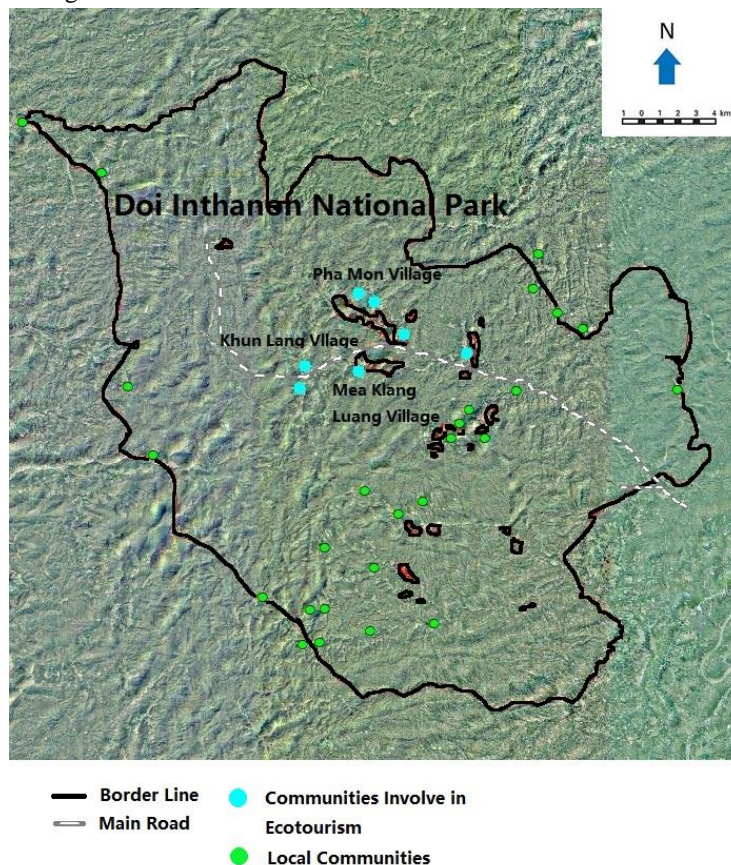 N
1 0 1 2 3 4 km
Doi Inthanon National Park
Pha Mon Village
Khun Lang Vllage
Mea Klang
Luang Village
Border Line
Main Road
Communities Involve in
Ecotourism
Local Communities